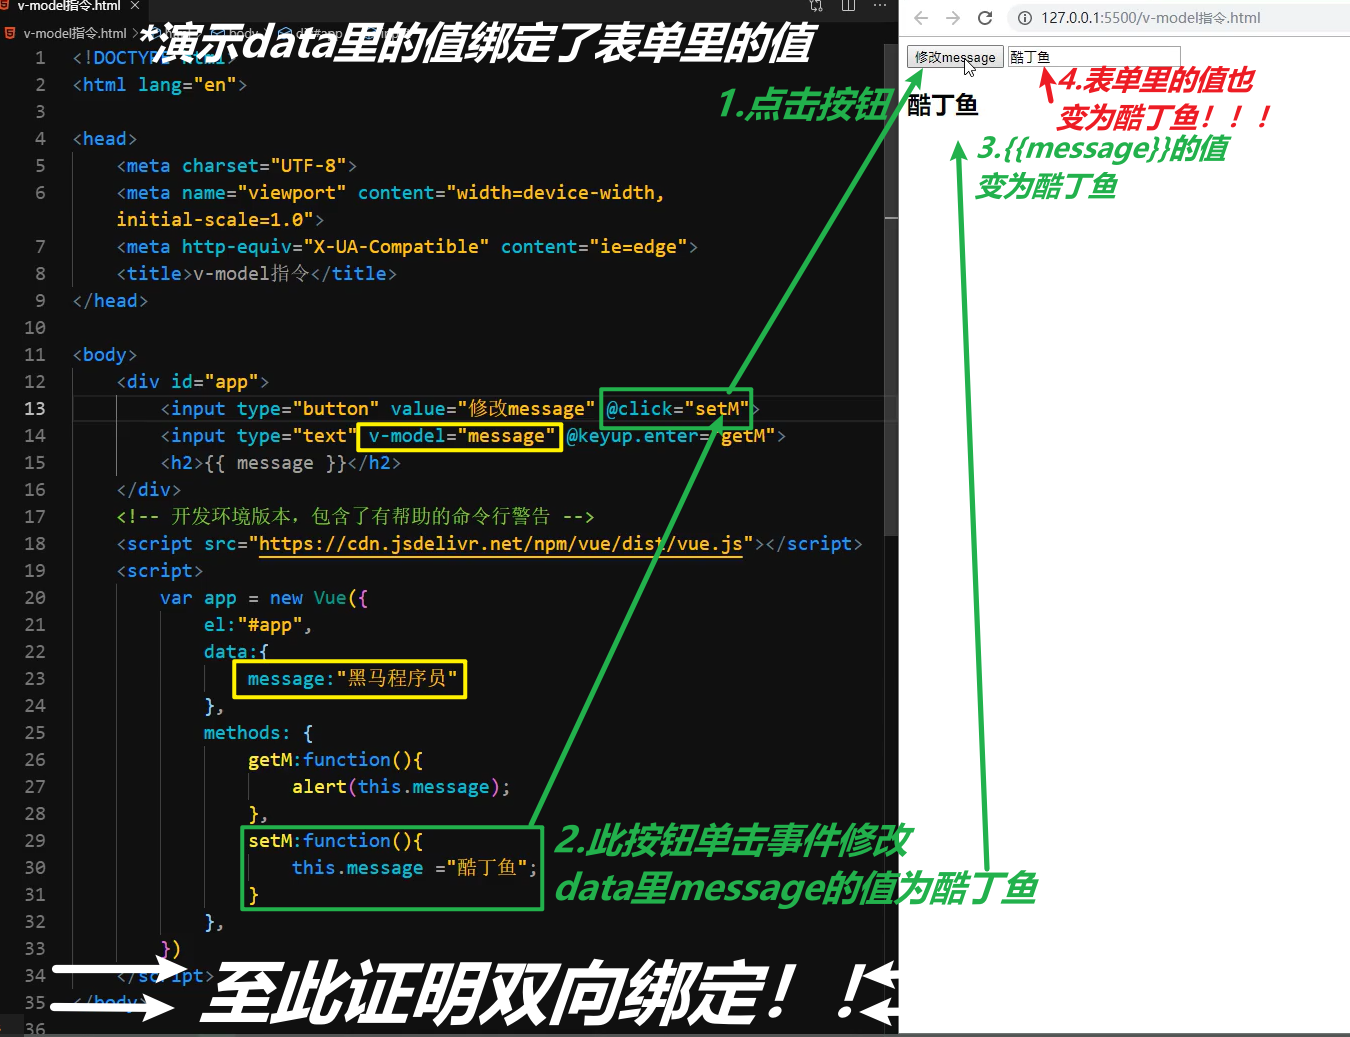 v-model指令.html ×
v-model指令.html > body > div#app
*演示data里的值绑定了表单里的值
1 <!DOCTYPE html>
2 <html lang="en">
3
4 <head>
5 <meta charset="UTF-8">
6 <meta name="viewport" content="width=device-width,
initial-scale=1.0">
7 <meta http-equiv="X-UA-Compatible" content="ie=edge">
8 <title>v-model指令</title>
9 </head>
10
11 <body>
12 <div id="app">
13 <input type="button" value="修改message" @click="setM">
14 <input type="text" v-model="message" @keyup.enter="getM">
15 <h2>{{ message }}</h2>
16 </div>
17 <!-- 开发环境版本，包含了有帮助的命令行警告 -->
18 <script src="https://cdn.jsdelivr.net/npm/vue/dist/vue.js"></script>
19 <script>
20 var app = new Vue({
21 el:"#app",
22 data:{
23 message:"黑马程序员"
24 },
25 methods: {
26 getM:function(){
27 alert(this.message);
28 },
29 setM:function(){
30 this.message ="酷丁鱼";
31 }
32 },
33 })
34 </script>
35 </body>
36
127.0.0.1:5500/v-model指令.html
修改message 酷丁鱼
酷丁鱼
1.点击按钮
4.表单里的值也
变为酷丁鱼！！！
3.{{message}}的值
变为酷丁鱼
2.此按钮单击事件修改
data里message的值为酷丁鱼
至此证明双向绑定！！